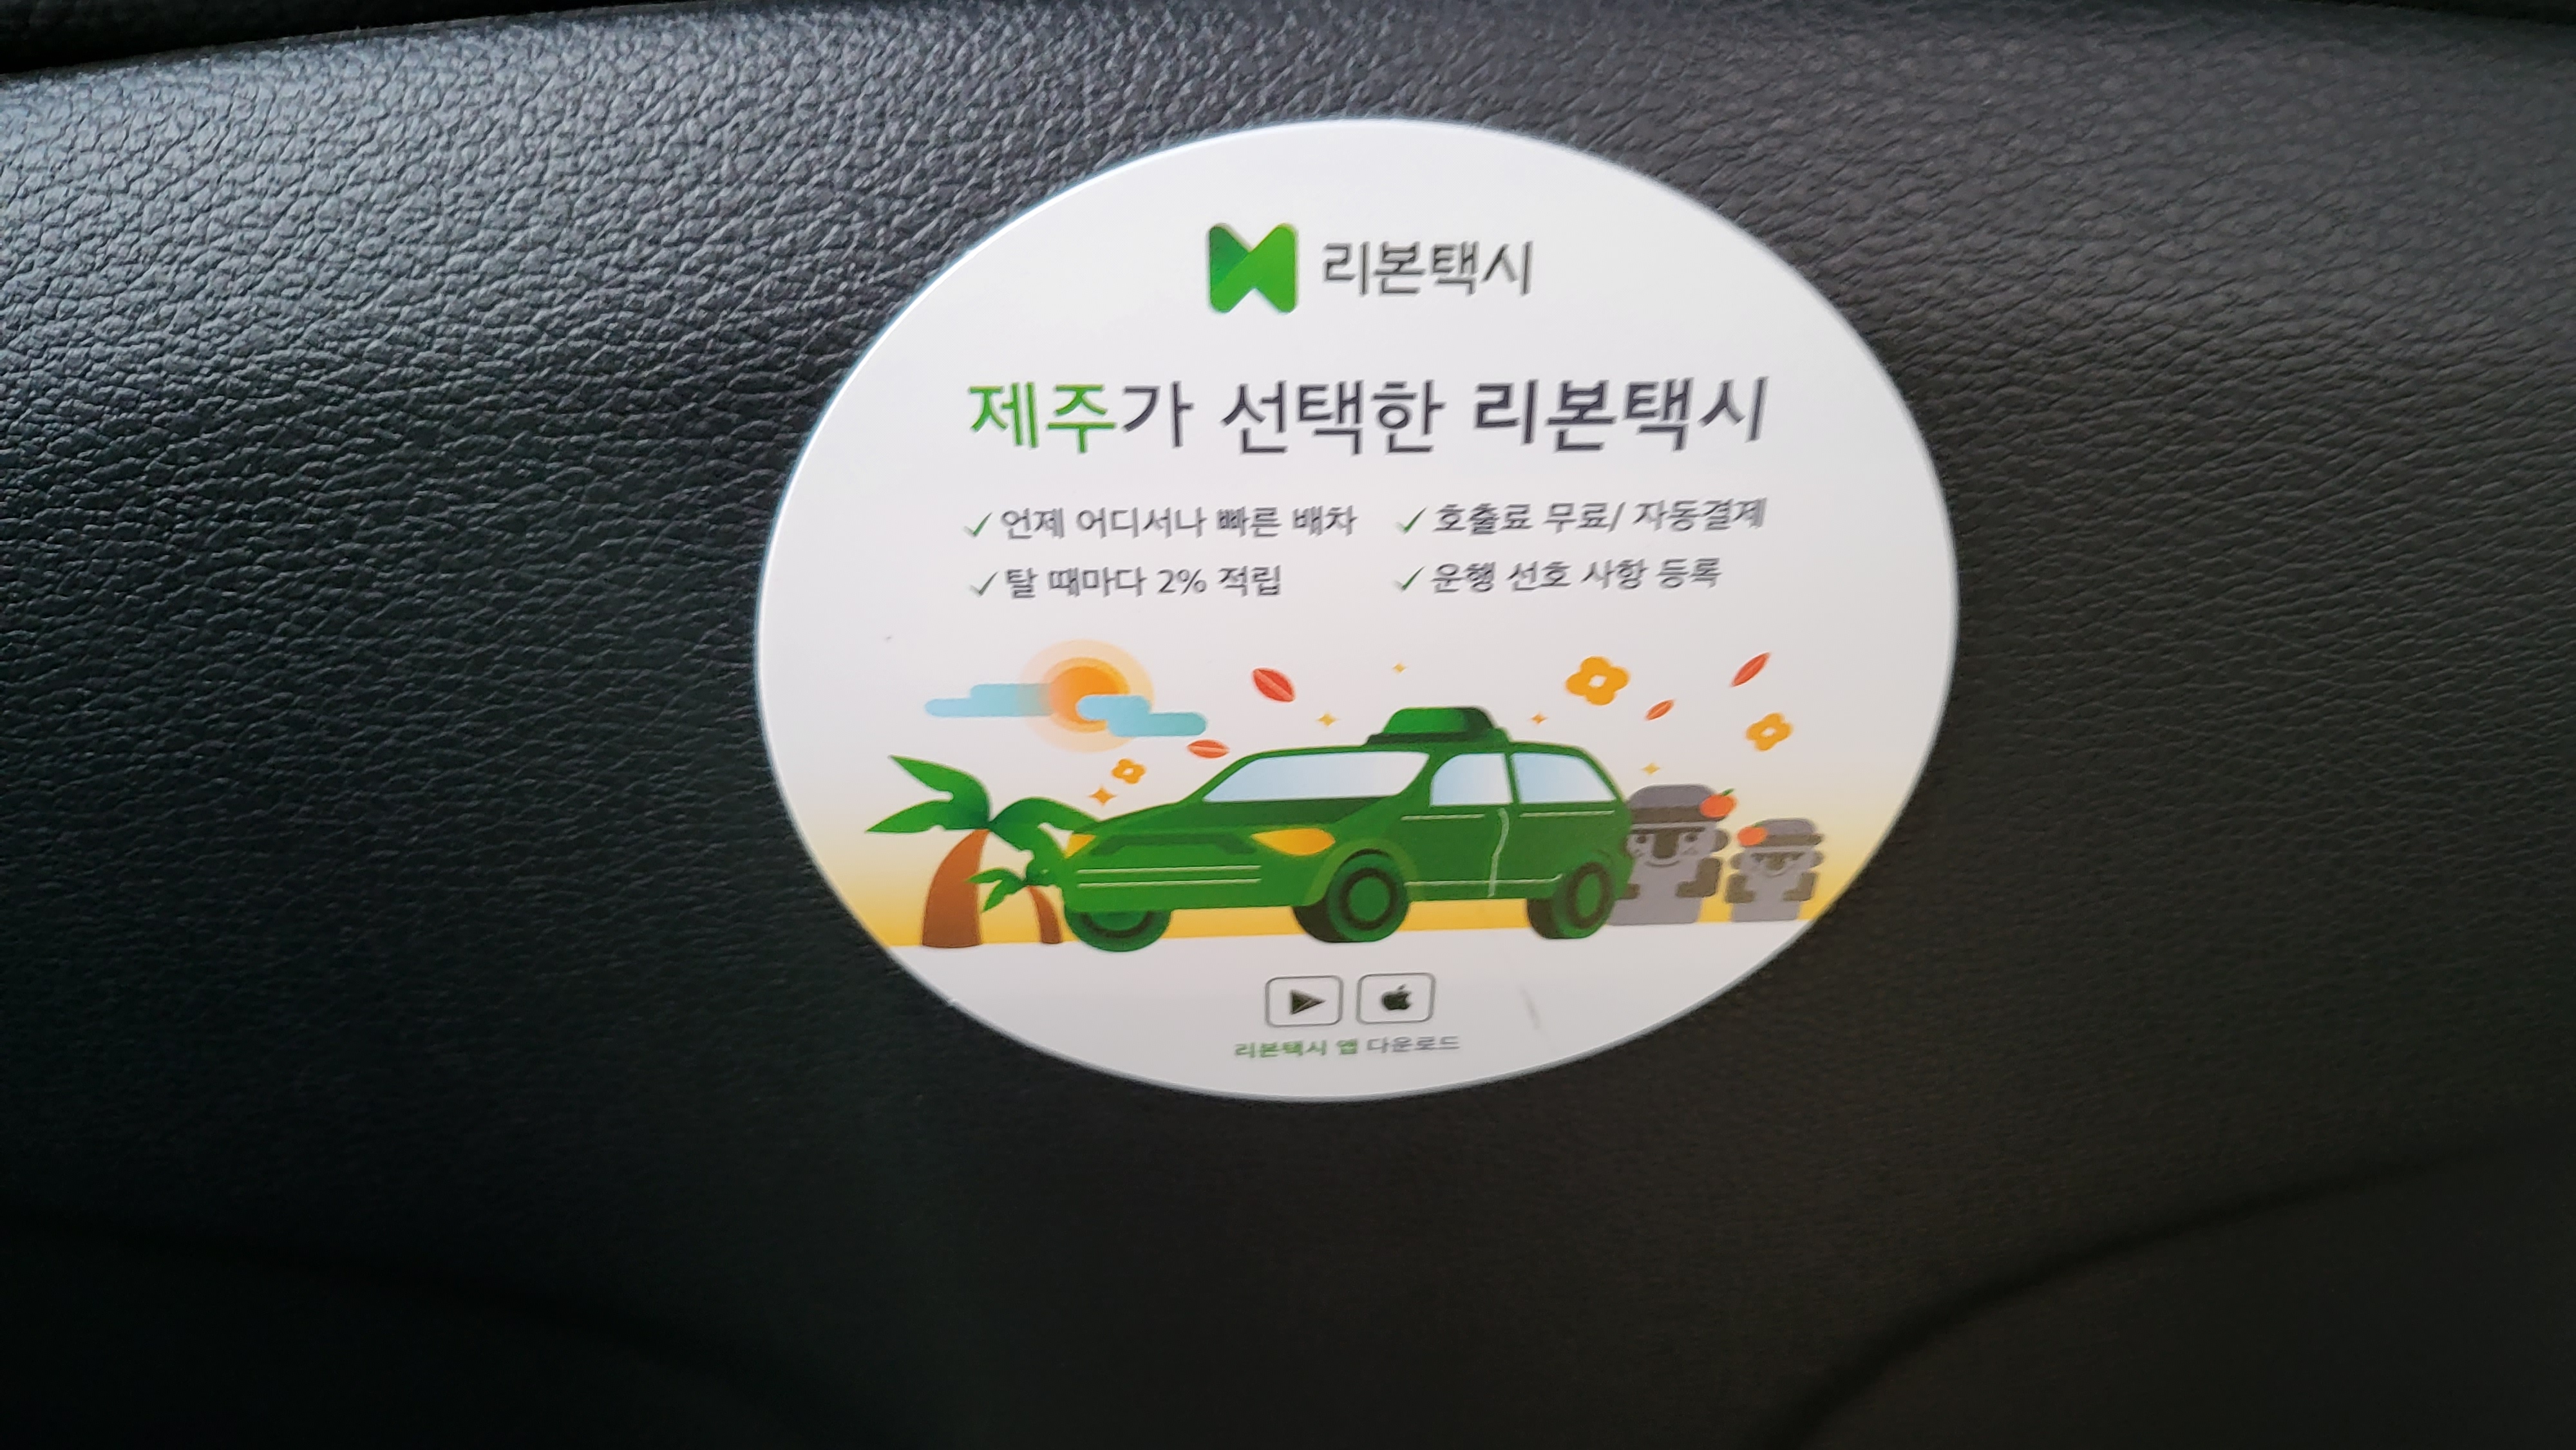 리본택시
제주가 선택한 리본택시
✓ 언제 어디서나 빠른 배차
✓ 호출료 무료/ 자동결제
✓ 탈 때마다 2% 적립
✓ 운행 선호 사항 등록
리본택시 앱 다운로드